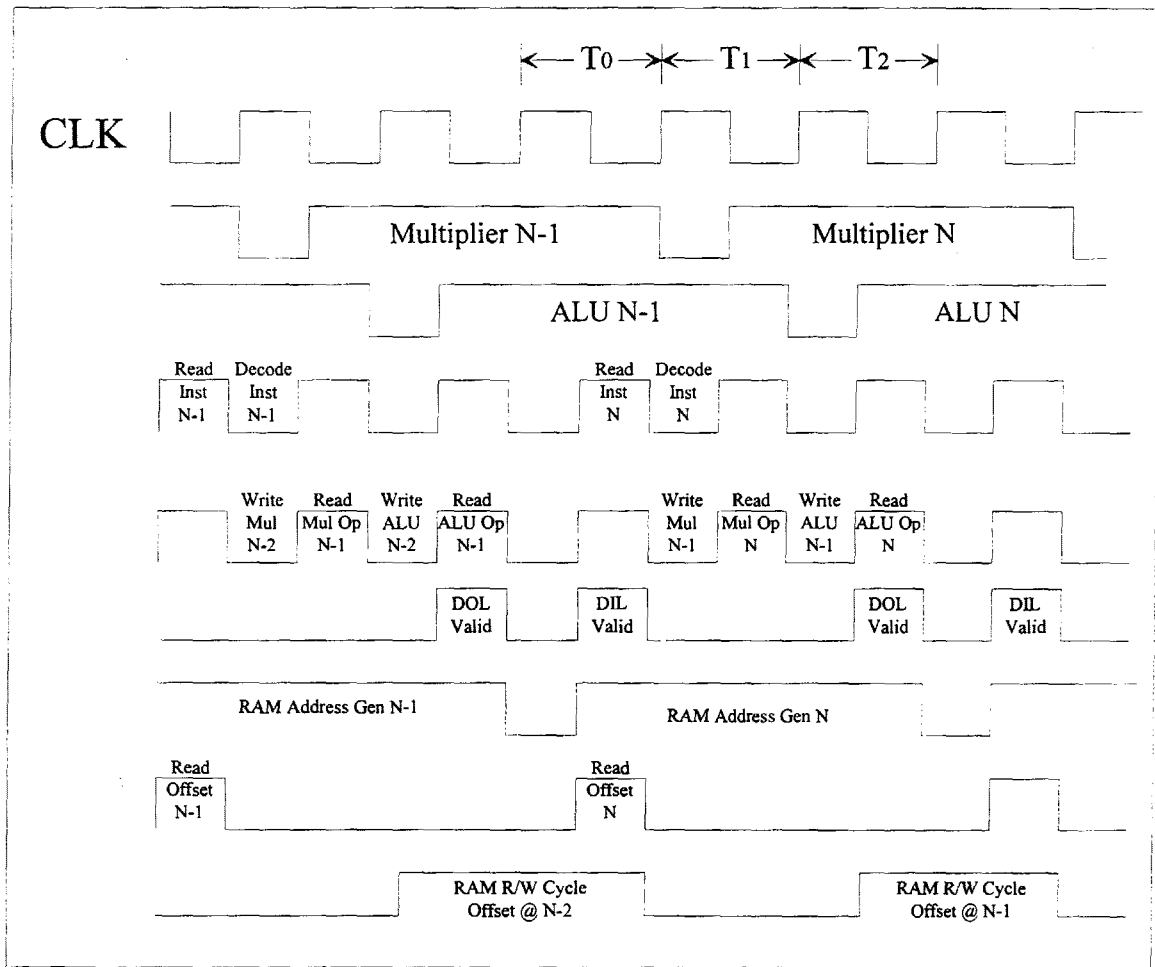 T0 T1 T2
CLK
Multiplier N-1 Multiplier N
ALU N-1 ALU N
Read Decode Read Decode
Inst Inst Inst Inst
N-1 N-1 N N
Write Read Write Read Write Read Write Read
Mul Mul Op ALU ALU Op Mul Mul Op ALU ALU Op
N-2 N-1 N-2 N-1 N-1 N N-1 N
DOL DIL DOL DIL
Valid Valid Valid Valid
RAM Address Gen N-1 RAM Address Gen N
Read Read
Offset Offset
N-1 N
RAM R/W Cycle RAM R/W Cycle
Offset @ N-2 Offset @ N-1